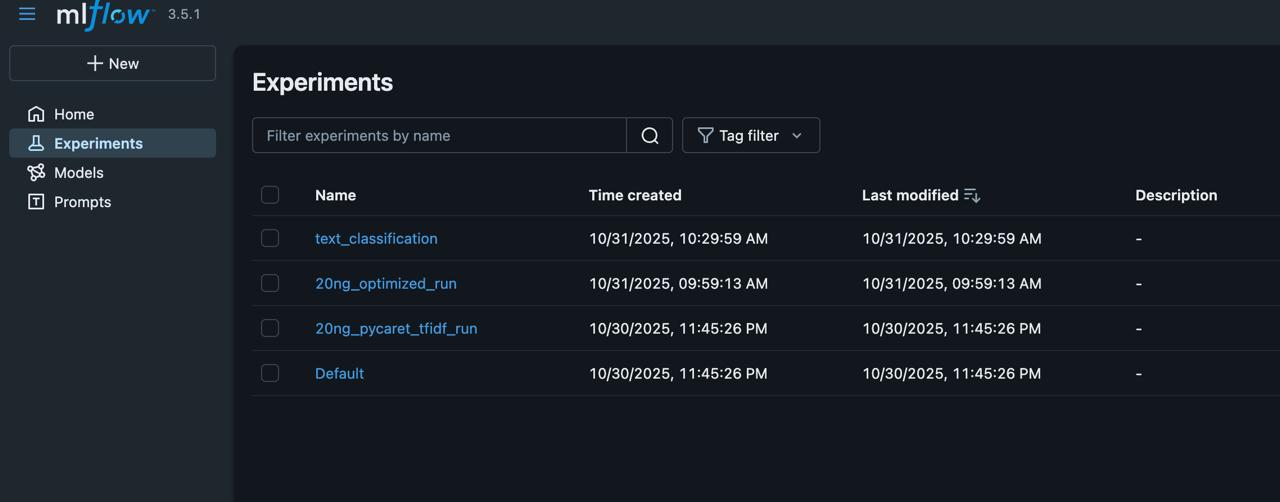 mlflow™ 3.5.1
+ New
Home
Experiments
Models
Prompts
Experiments
Filter experiments by name Tag filter
Name Time created Last modified Description
text_classification 10/31/2025, 10:29:59 AM 10/31/2025, 10:29:59 AM -
20ng_optimized_run 10/31/2025, 09:59:13 AM 10/31/2025, 09:59:13 AM -
20ng_pycaret_tfidf_run 10/30/2025, 11:45:26 PM 10/30/2025, 11:45:26 PM -
Default 10/30/2025, 11:45:26 PM 10/30/2025, 11:45:26 PM -